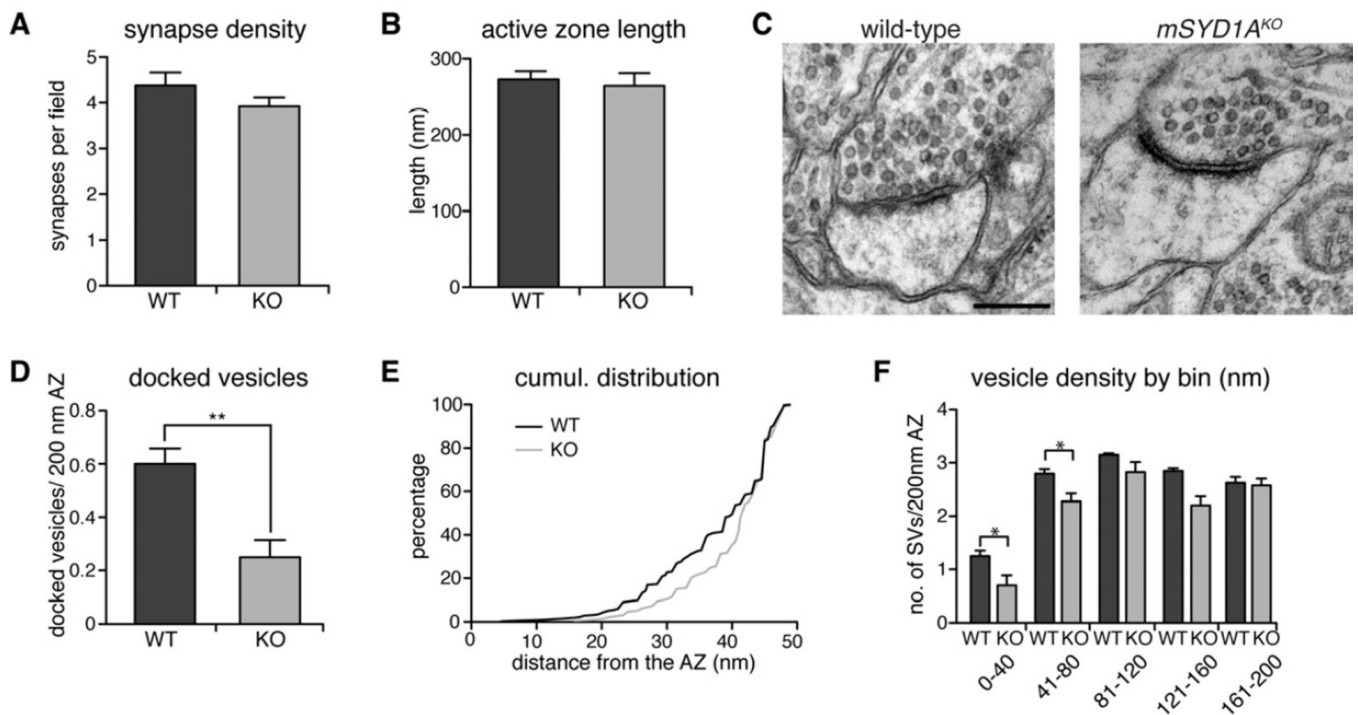 A
synapse density
synapses per field
5
4
3
2
1
0
WT
KO
B
active zone length
length (nm)
300
200
100
0
WT
KO
C
wild-type
mSYD1AKO
D
docked vesicles
docked vesicles/ 200 nm AZ
0.8
0.6
0.4
0.2
0
**
WT
KO
E
cumul. distribution
percentage
100
80
60
40
20
0
WT
KO
0 10 20 30 40 50
distance from the AZ (nm)
F
vesicle density by bin (nm)
no. of SVs/200nm AZ
4
3
2
1
0
*
*
WT KO WT KO WT KO WT KO WT KO
0-40
41-80
81-120
121-160
161-200